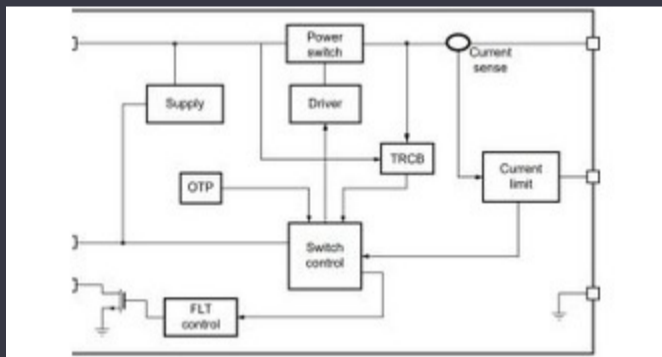 Power
switch
Current
sense
Supply
Driver
TRCB
Current
limit
OTP
Switch
control
FLT
control